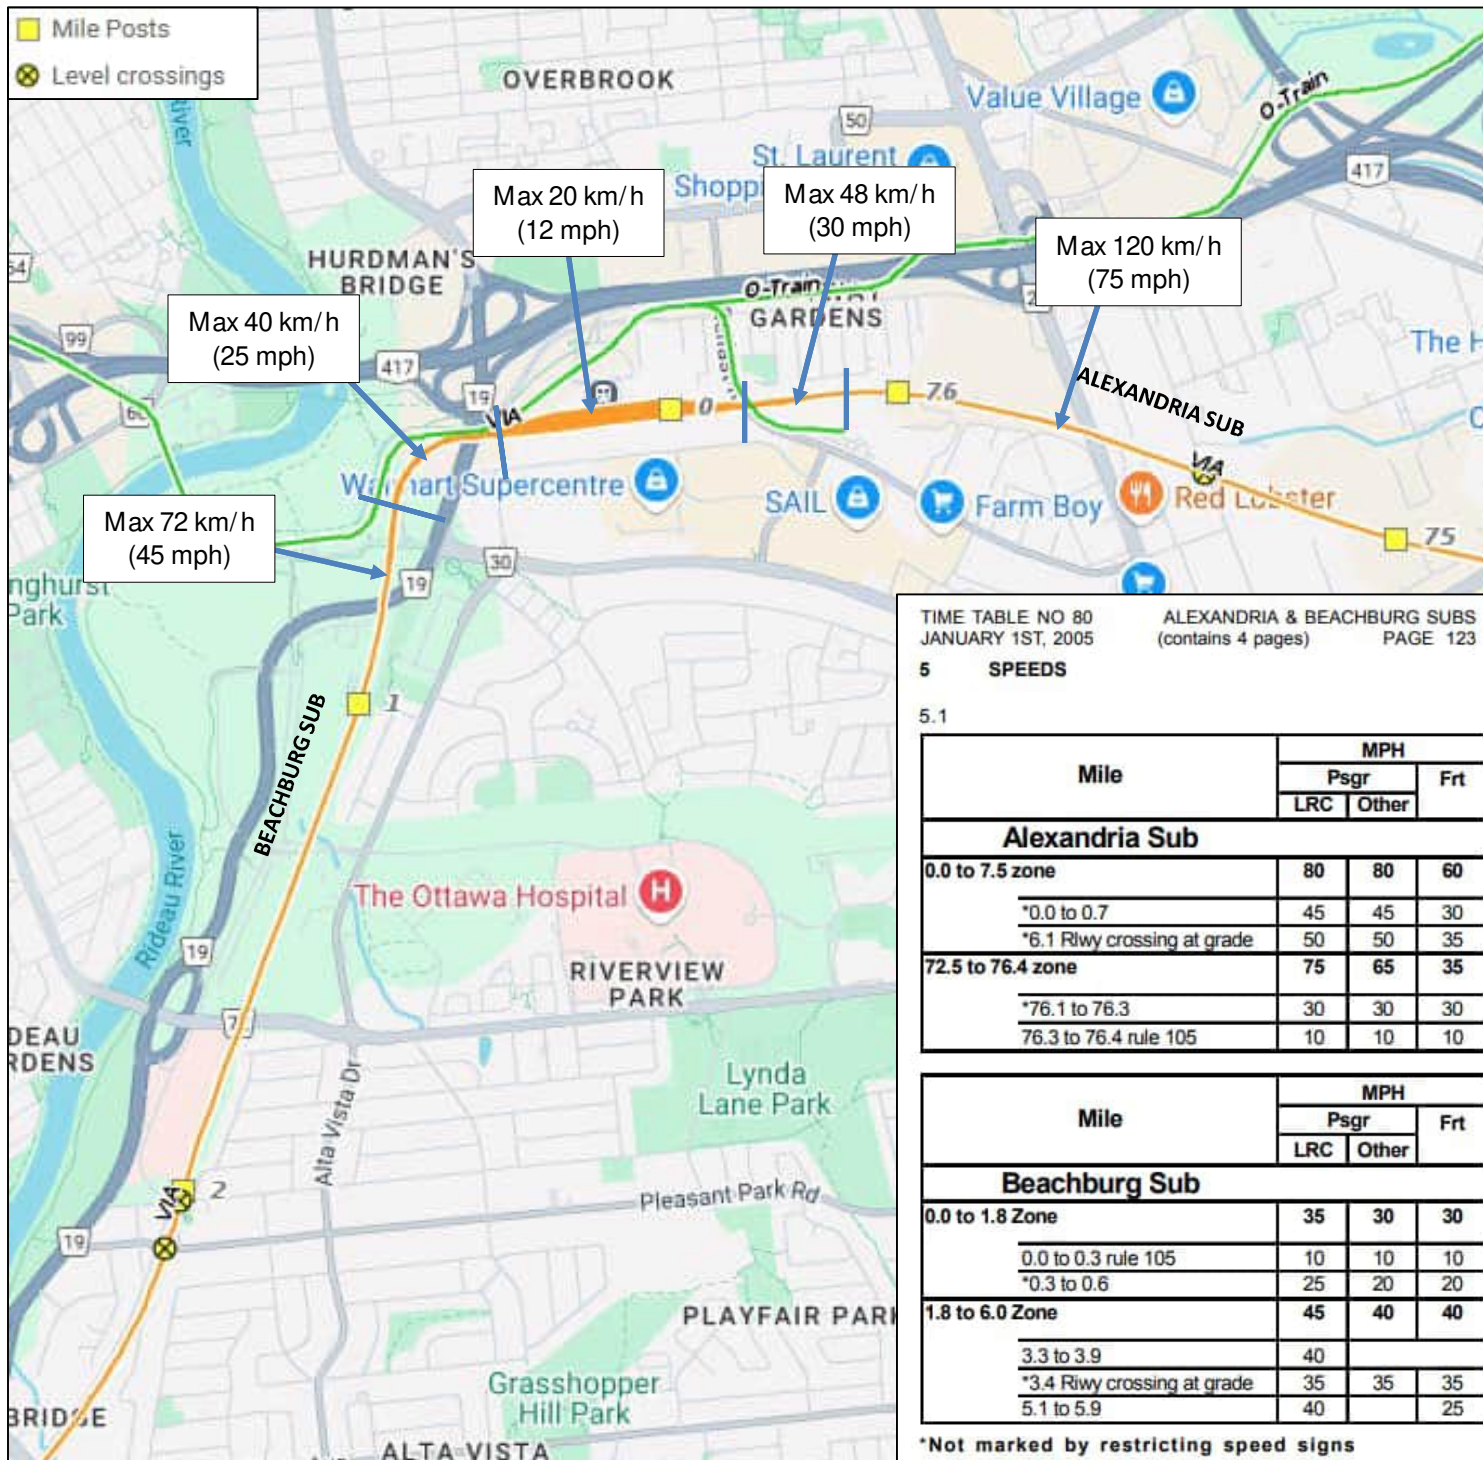 Mile Posts
Level crossings
River
OVERBROOK
Value Village
O-Train
50
St. Laurent
Shopp
417
Max 20 km/h
(12 mph)
Max 48 km/h
(30 mph)
Max 120 km/h
(75 mph)
HURDMAN'S
BRIDGE
O-Train
GARDENS
Max 40 km/h
(25 mph)
99
417
19
The H
VIA
0
76
ALEXANDRIA SUB
Walmart Supercentre
VIA
SAIL
Farm Boy
Red Lobster
Max 72 km/h
(45 mph)
75
30
19
nghurst
Park
1
BEACHBURG SUB
Rideau River
The Ottawa Hospital
H
19
RIVERVIEW
PARK
DEAU
RDENS
Alta Vista Dr
Lynda
Lane Park
VIA
2
Pleasant Park Rd
19
PLAYFAIR PARK
Grasshopper
Hill Park
BRIDGE
ALTA VISTA
TIME TABLE NO 80 ALEXANDRIA & BEACHBURG SUBS
JANUARY 1ST, 2005 (contains 4 pages) PAGE 123
5 SPEEDS
5.1
Mile MPH
Psgr Frt
LRC Other
Alexandria Sub
0.0 to 7.5 zone 80 80 60
*0.0 to 0.7 45 45 30
*6.1 Rlwy crossing at grade 50 50 35
72.5 to 76.4 zone 75 65 35
*76.1 to 76.3 30 30 30
76.3 to 76.4 rule 105 10 10 10
Mile MPH
Psgr Frt
LRC Other
Beachburg Sub
0.0 to 1.8 Zone 35 30 30
0.0 to 0.3 rule 105 10 10 10
*0.3 to 0.6 25 20 20
1.8 to 6.0 Zone 45 40 40
3.3 to 3.9 40
*3.4 Rlwy crossing at grade 35 35 35
5.1 to 5.9 40 25
*Not marked by restricting speed signs